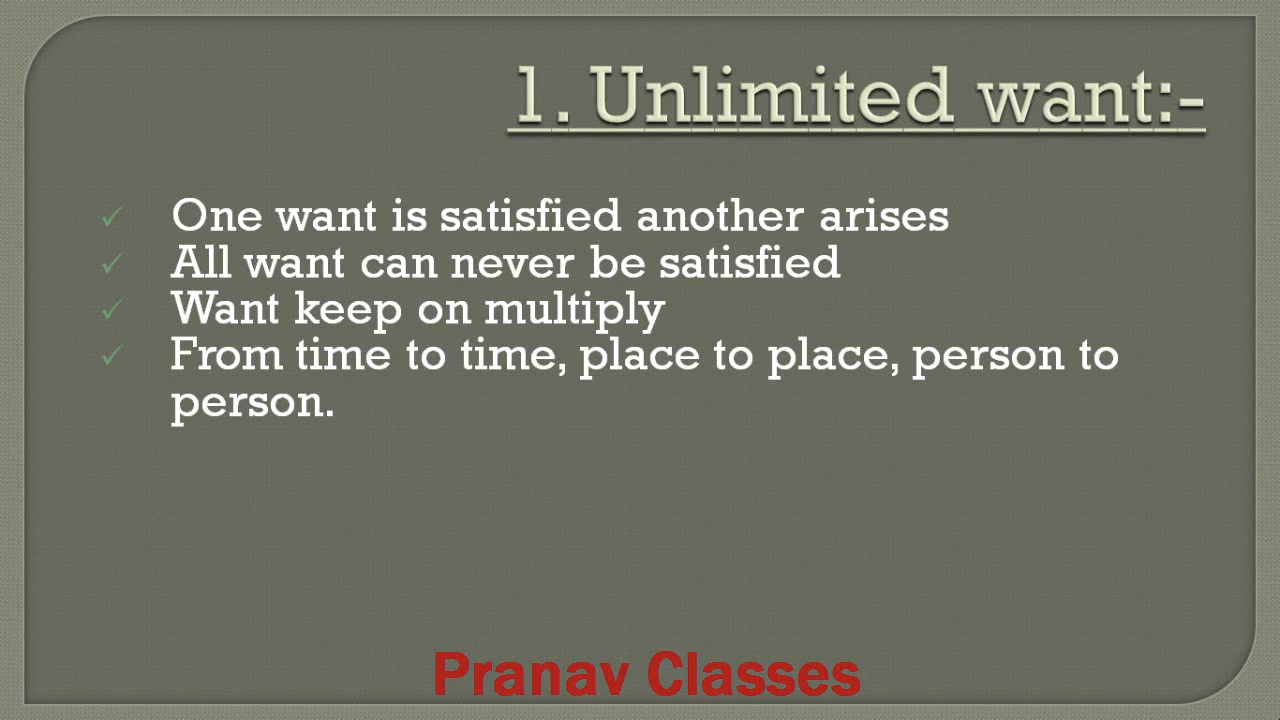 1. Unlimited want:-
One want is satisfied another arises
All want can never be satisfied
Want keep on multiply
From time to time, place to place, person to
person.
Pranav Classes